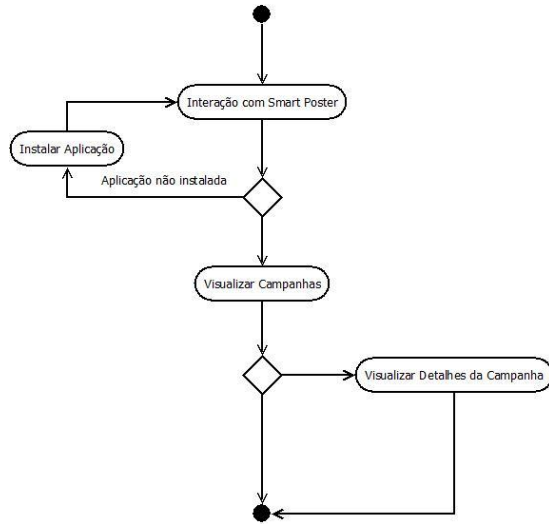 Interação com Smart Poster
Instalar Aplicação
Aplicação não instalada
Visualizar Campanhas
Visualizar Detalhes da Campanha